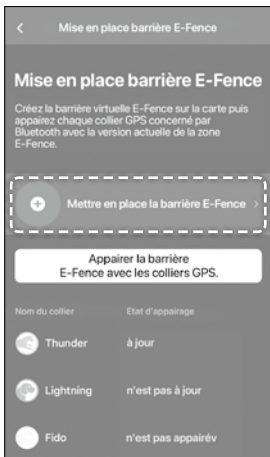 Mise en place barrière E-Fence
Mise en place barrière E-Fence
Créez la barrière virtuelle E-Fence sur la carte puis
appairez chaque collier GPS concerné par
Bluetooth avec la version actuelle de la zone
E-Fence.
Mettre en place la barrière E-Fence
Appairer la barrière
E-Fence avec les colliers GPS.
Nom du collier Etat d'appairage
Thunder à jour
Lightning n'est pas à jour
Fido n'est pas appairév